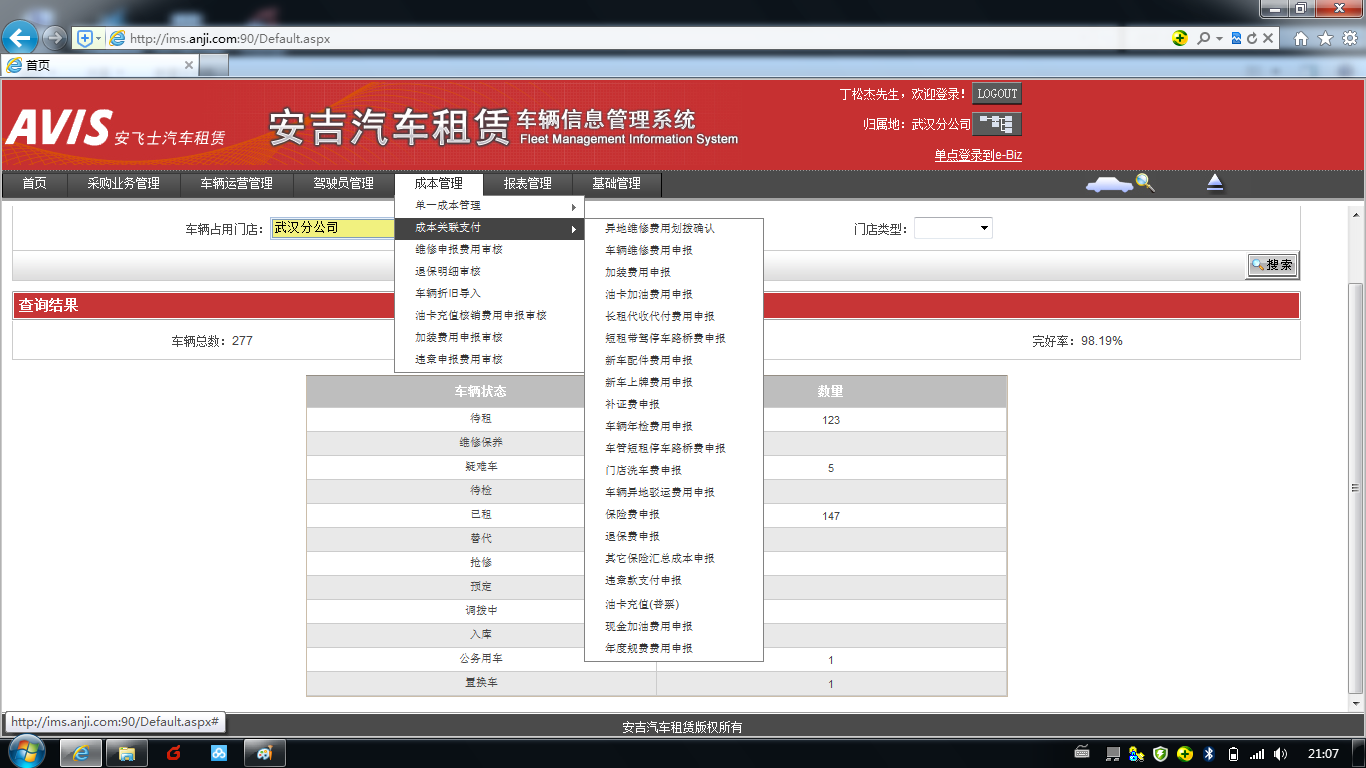 http://ims.anji.com:90/Default.aspx
首页
AVIS 安飞士汽车租赁
安吉汽车租赁 车辆信息管理系统
Fleet Management Information System
丁松杰先生，欢迎登录! LOGOUT
归属地：武汉分公司
单点登录到e-Biz
首页 采购业务管理 车辆运营管理 驾驶员管理 成本管理 报表管理 基础管理
单一成本管理
成本关联支付
维修申报费用审核
退保明细审核
车辆折旧导入
油卡充值核销费用申报审核
加装费用申报审核
违章申报费用审核
异地维修费用划拨确认
车辆维修费用申报
加装费用申报
油卡加油费用申报
长租代收代付费用申报
短租带驾停车路桥费申报
新车配件费用申报
新车上牌费用申报
补证费申报
车辆年检费用申报
车管短租停车路桥费申报
门店洗车费申报
车辆异地驳运费用申报
保险费申报
退保费申报
其它保险汇总成本申报
违章款支付申报
油卡充值(普票)
现金加油费用申报
年度规费费用申报
车辆占用门店: 武汉分公司 门店类型:
搜索
查询结果
车辆总数：277 完好率：98.19%
车辆状态 数量
待租 123
维修保养
疑难车 5
待检
已租 147
替代
抢修
预定
调拨中
入库
公务用车 1
置换车 1
http://ims.anji.com:90/Default.aspx#
安吉汽车租赁版权所有
21:07